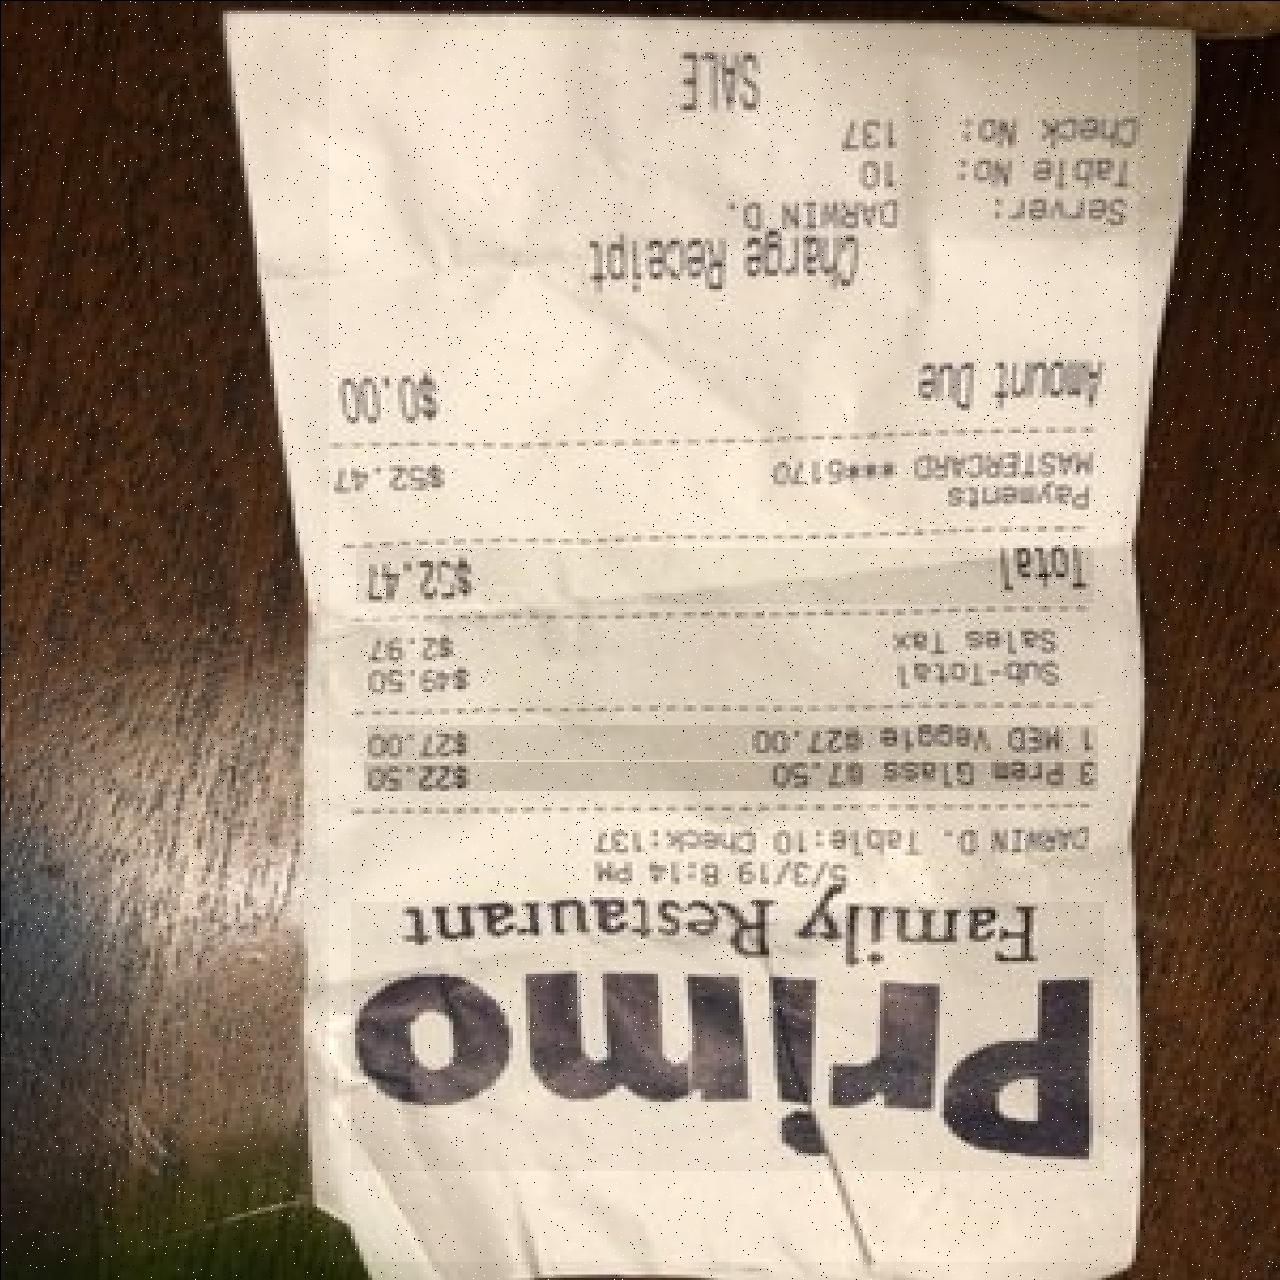 Primo
Family Restaurant
5/3/19 8:14 PM
DARWIN D. Table:10 Check:137
3 Prem Glass @7.50 $22.50
1 MED Veggie @27.00 $27.00
Sub-Total $49.50
Sales Tax $2.97
Total $52.47
Payments
MASTERCARD ***6170 $52.47
Amount Due $0.00
Charge Receipt
Server: DARWIN D.
Table No: 10
Check No: 137
SALE